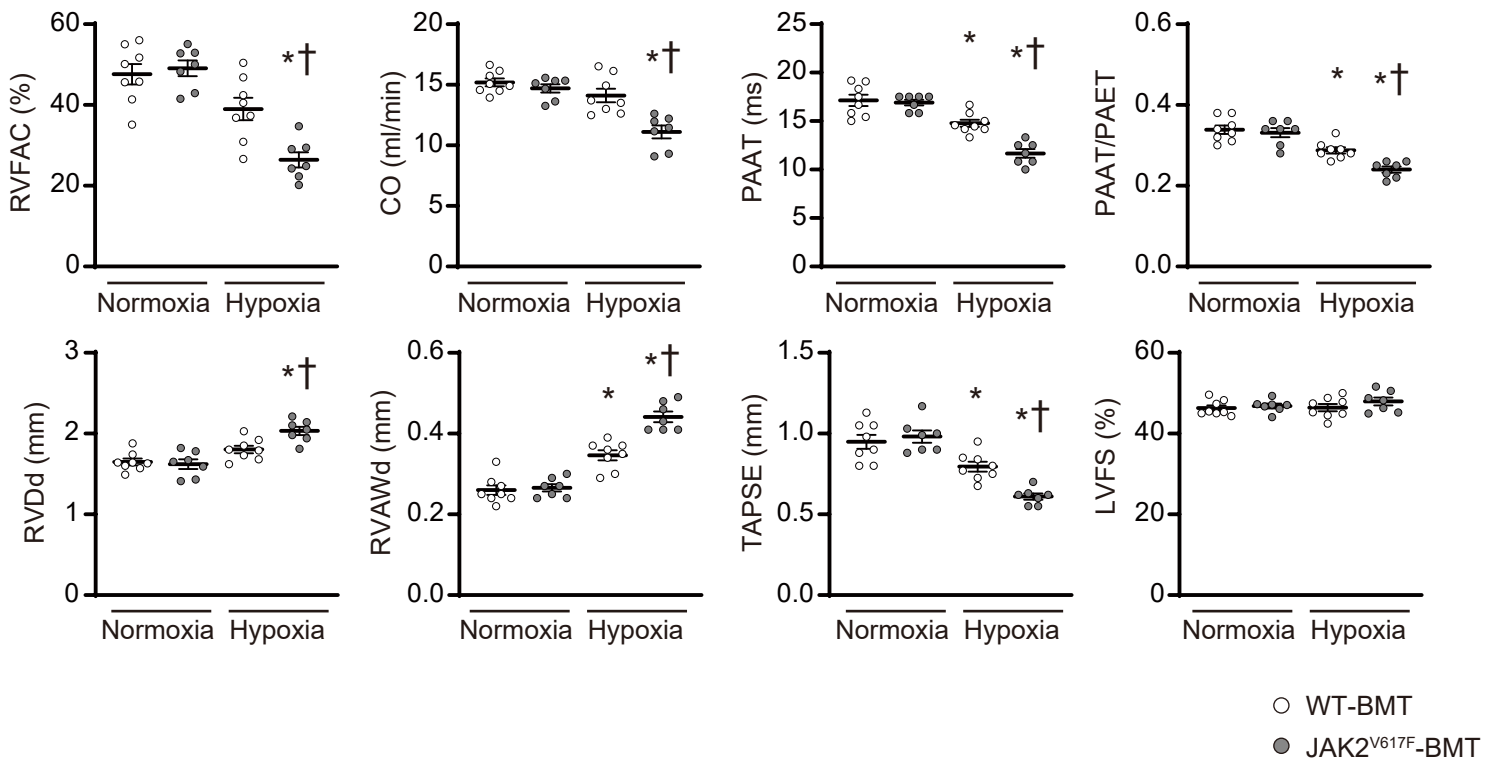 RVFAC (%)
60
40
20
0
*†
Normoxia Hypoxia
CO (ml/min)
20
15
10
5
0
*†
Normoxia Hypoxia
PAAT (ms)
25
20
15
10
5
0
*
*†
Normoxia Hypoxia
PAAT/PAET
0.6
0.4
0.2
0.0
*
*†
Normoxia Hypoxia
RVDd (mm)
3
2
1
0
*†
Normoxia Hypoxia
RVAWd (mm)
0.6
0.4
0.2
0.0
*
*†
Normoxia Hypoxia
TAPSE (mm)
1.5
1.0
0.5
0.0
*
*†
Normoxia Hypoxia
LVFS (%)
60
40
20
0
Normoxia Hypoxia
WT-BMT
JAK2V617F-BMT